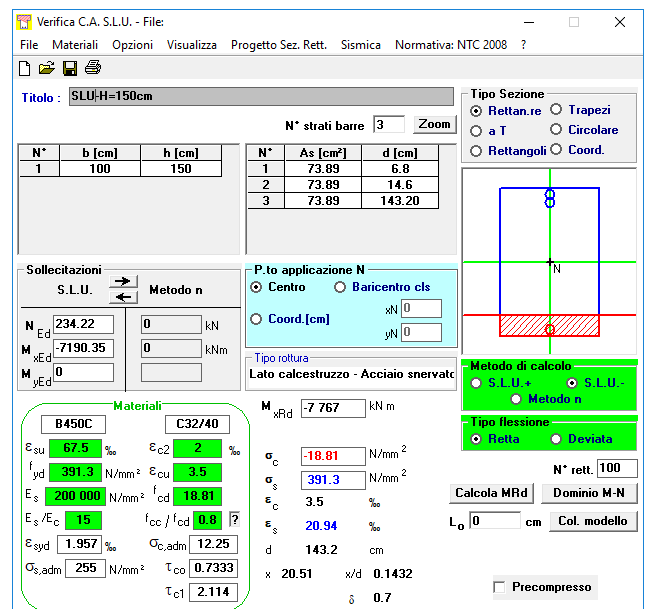 Verifica C.A. S.L.U. - File:
File Materiali Opzioni Visualizza Progetto Sez. Rett. Sismica Normativa: NTC 2008 ?
Titolo : SLU-H=150cm
N° strati barre 3 Zoom
N° b [cm] h [cm]
1 100 150
N° As [cm²] d [cm]
1 73.89 6.8
2 73.89 14.6
3 73.89 143.20
Tipo Sezione
Rettan.re Trapezi
a T Circolare
Rettangoli Coord.
N
Sollecitazioni
S.L.U. Metodo n
N Ed 234.22 0 kN
M xEd -7190.35 0 kNm
M yEd 0
P.to applicazione N
Centro Baricentro cls
Coord.[cm] xN 0
yN 0
Tipo rottura
Lato calcestruzzo - Acciaio snervato
Metodo di calcolo
S.L.U.+ S.L.U.-
Metodo n
Tipo flessione
Retta Deviata
N° rett. 100
Calcola MRd Dominio M-N
L₀ 0 cm Col. modello
Precompresso
Materiali
B450C C32/40
εsu 67.5 ‰ εc2 2 ‰
fyd 391.3 N/mm² εcu 3.5
Es 200 000 N/mm² fcd 18.81
Es/Ec 15 fcc / fcd 0.8 ?
εsyd 1.957 ‰ σc,adm 12.25
σs,adm 255 N/mm² τco 0.7333
τc1 2.114
M xRd -7 767 kN m
σc -18.81 N/mm²
σs 391.3 N/mm²
εc 3.5 ‰
εs 20.94 ‰
d 143.2 cm
x 20.51 x/d 0.1432
δ 0.7